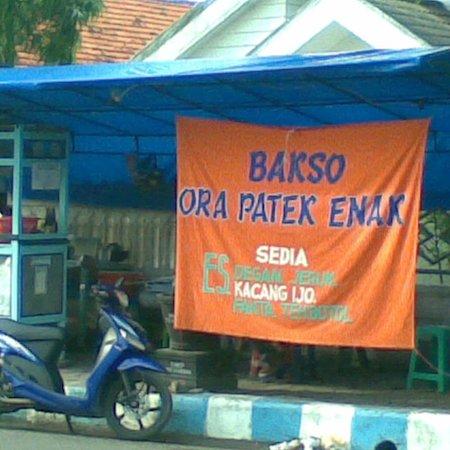 BAKSO
ORA PATEK ENAK
SEDIA
ES. DEGAN, JERUK,
KACANG IJO.
FANTA, TEH BOTOL